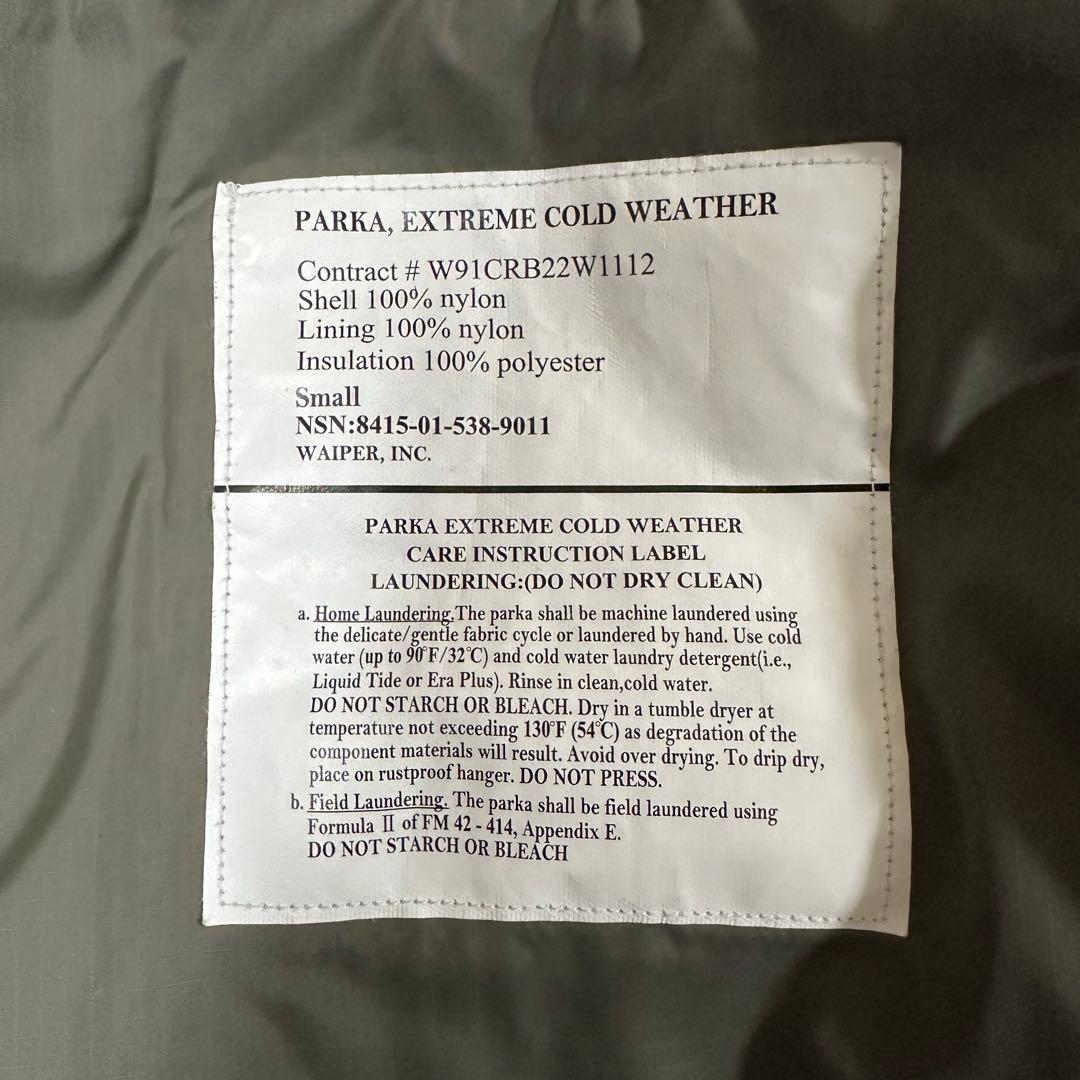 PARKA, EXTREME COLD WEATHER
Contract # W91CRB22W1112
Shell 100% nylon
Lining 100% nylon
Insulation 100% polyester
Small
NSN:8415-01-538-9011
WAIPER, INC.
PARKA EXTREME COLD WEATHER
CARE INSTRUCTION LABEL
LAUNDERING:(DO NOT DRY CLEAN)
a. Home Laundering.The parka shall be machine laundered using
the delicate/gentle fabric cycle or laundered by hand. Use cold
water (up to 90°F/32°C) and cold water laundry detergent(i.e.,
Liquid Tide or Era Plus). Rinse in clean,cold water.
DO NOT STARCH OR BLEACH. Dry in a tumble dryer at
temperature not exceeding 130°F (54°C) as degradation of the
component materials will result. Avoid over drying. To drip dry,
place on rustproof hanger. DO NOT PRESS.
b. Field Laundering. The parka shall be field laundered using
Formula II of FM 42 - 414, Appendix E.
DO NOT STARCH OR BLEACH